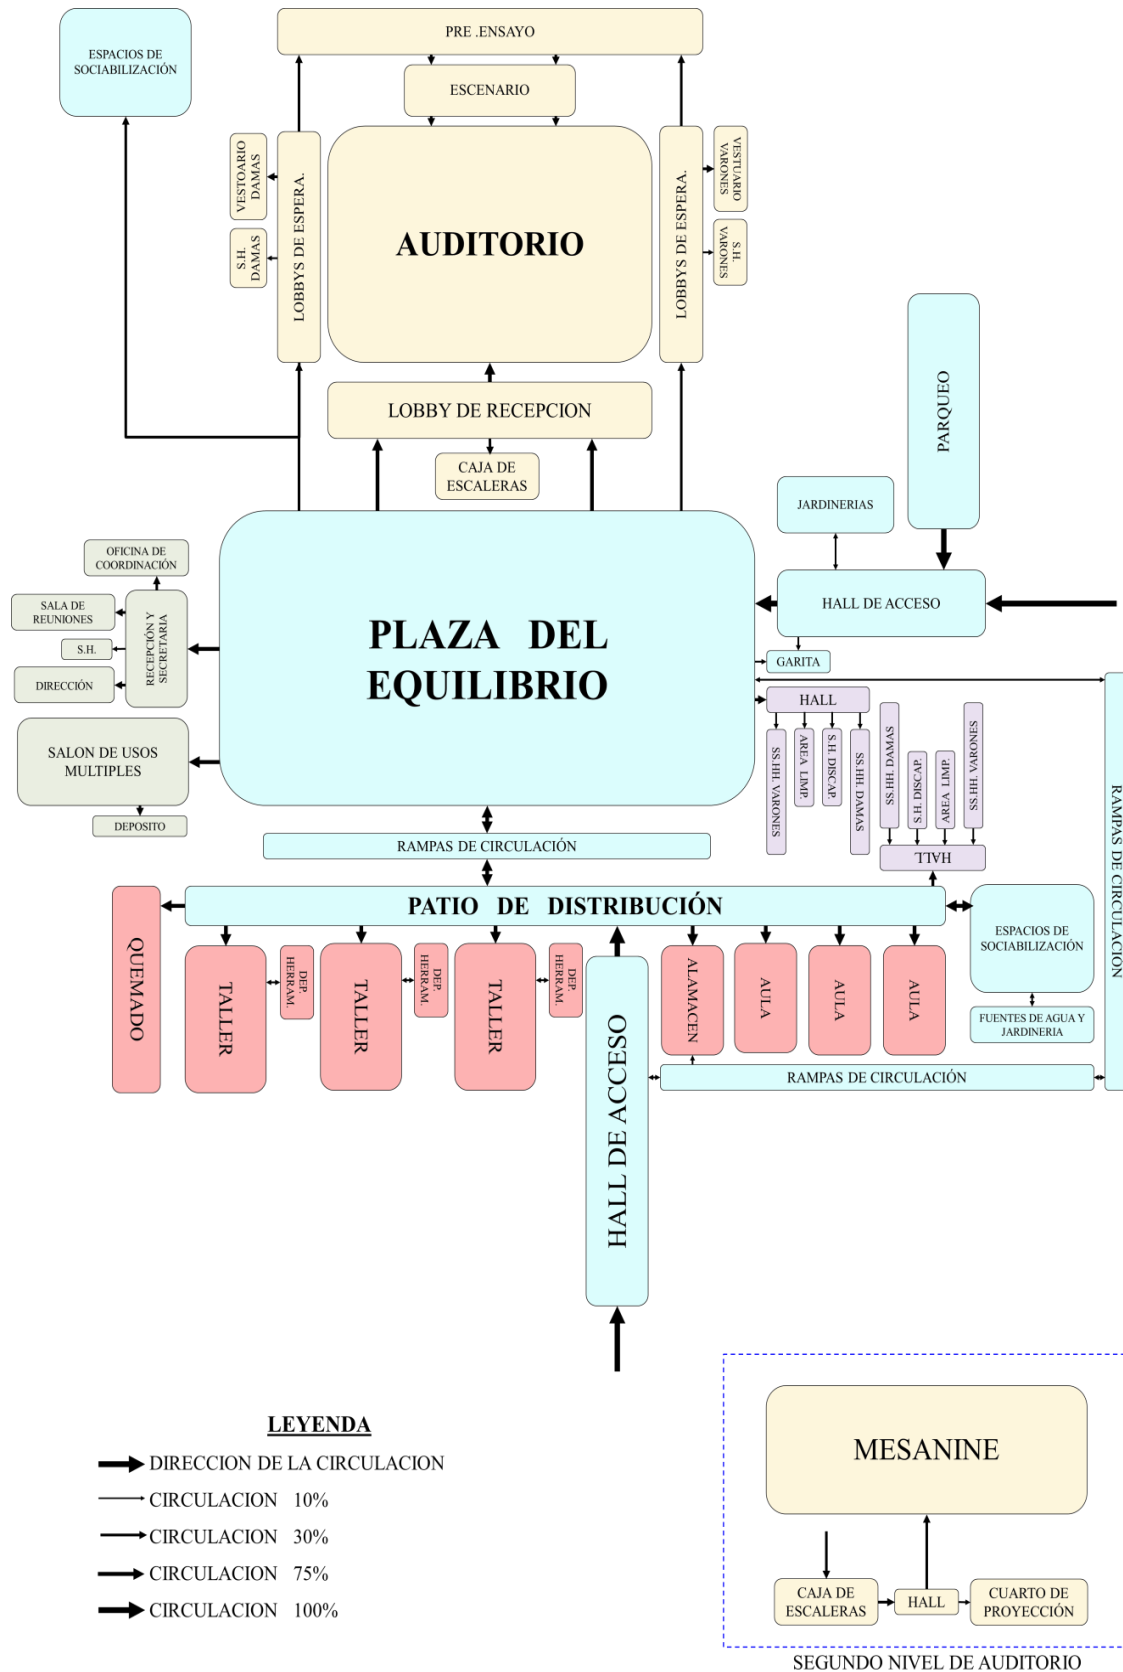 PRE .ENSAYO
ESPACIOS DE
SOCIABILIZACIÓN
ESCENARIO
VESTOARIO
DAMAS
S.H.
DAMAS
LOBBYS DE ESPERA.
AUDITORIO
LOBBYS DE ESPERA.
VESTUARIO
VARONES
S.H.
VARONES
LOBBY DE RECEPCION
CAJA DE
ESCALERAS
PARQUEO
JARDINERIAS
HALL DE ACCESO
GARITA
OFICINA DE
COORDINACIÓN
SALA DE
REUNIONES
S.H.
DIRECCIÓN
RECEPCIÓN Y
SECRETARIA
PLAZA DEL
EQUILIBRIO
SALON DE USOS
MULTIPLES
DEPOSITO
HALL
SS.HH. VARONES
AREA LIMP.
S.H. DISCAP.
SS.HH. DAMAS
SS.HH. DAMAS
S.H. DISCAP.
AREA LIMP.
SS.HH. VARONES
HALL
RAMPAS DE CIRCULACIÓN
RAMPAS DE CIRCULACIÓN
PATIO DE DISTRIBUCIÓN
QUEMADO
TALLER
DEP.
HERRAM.
TALLER
DEP.
HERRAM.
TALLER
DEP.
HERRAM.
HALL DE ACCESO
ALAMACEN
AULA
AULA
AULA
ESPACIOS DE
SOCIABILIZACIÓN
FUENTES DE AGUA Y
JARDINERIA
RAMPAS DE CIRCULACIÓN
LEYENDA
DIRECCION DE LA CIRCULACION
CIRCULACION 10%
CIRCULACION 30%
CIRCULACION 75%
CIRCULACION 100%
MESANINE
CAJA DE
ESCALERAS
HALL
CUARTO DE
PROYECCIÓN
SEGUNDO NIVEL DE AUDITORIO